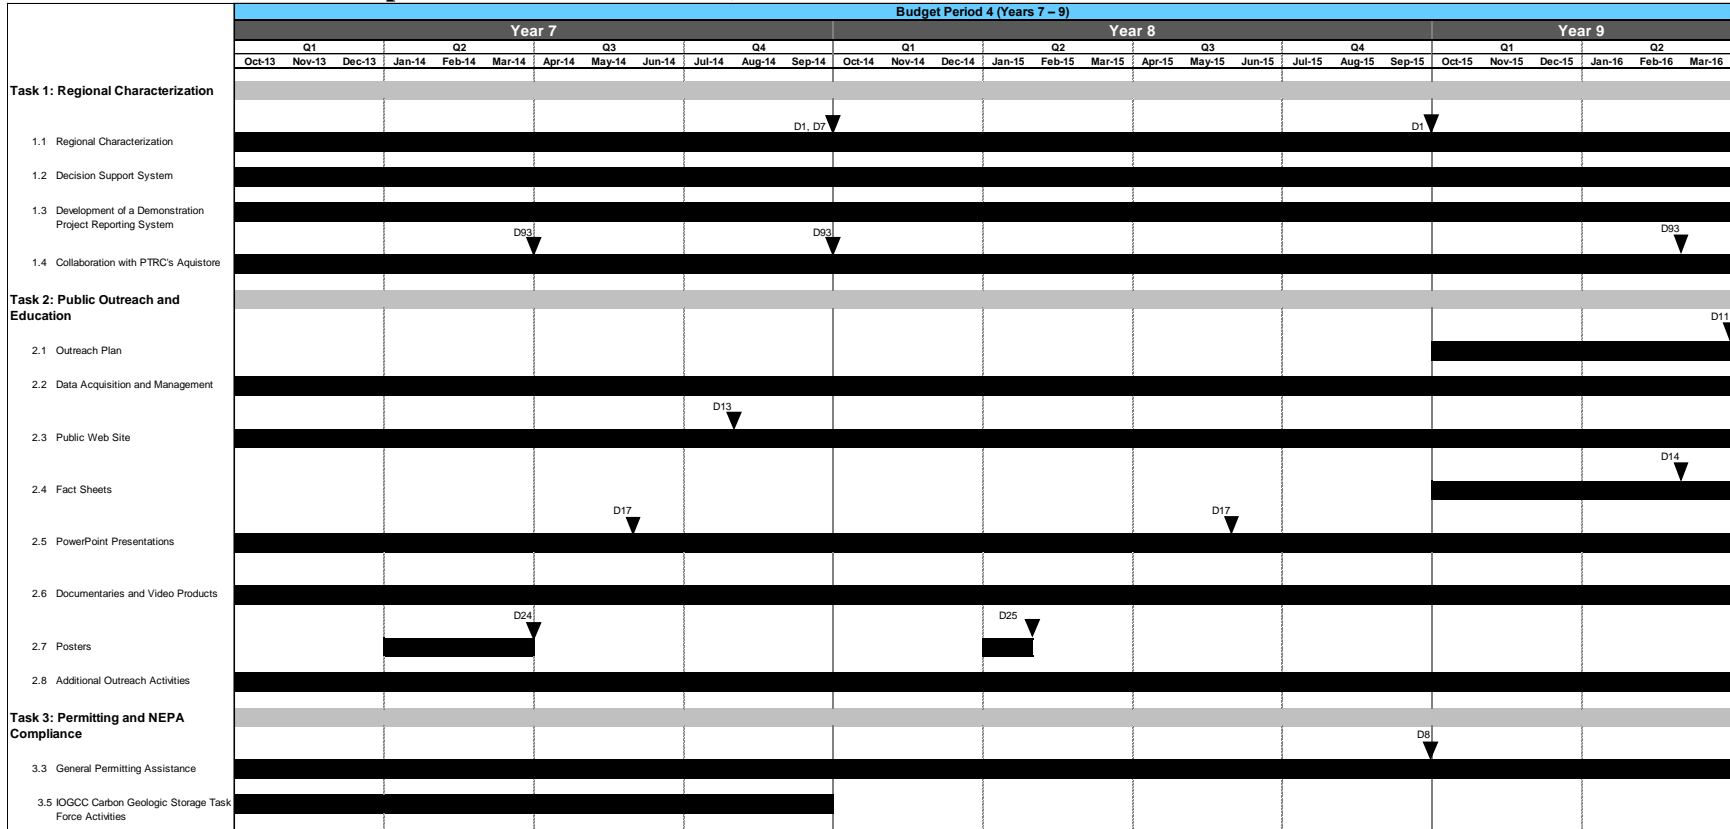 Budget Period 4 (Years 7 – 9)
Year 7 Year 8 Year 9
Q1 Q2 Q3 Q4 Q1 Q2 Q3 Q4 Q1 Q2
Oct-13 Nov-13 Dec-13 Jan-14 Feb-14 Mar-14 Apr-14 May-14 Jun-14 Jul-14 Aug-14 Sep-14 Oct-14 Nov-14 Dec-14 Jan-15 Feb-15 Mar-15 Apr-15 May-15 Jun-15 Jul-15 Aug-15 Sep-15 Oct-15 Nov-15 Dec-15 Jan-16 Feb-16 Mar-16
Task 1: Regional Characterization
D1, D7 D1
1.1 Regional Characterization
1.2 Decision Support System
1.3 Development of a Demonstration
Project Reporting System
D93 D93 D93
1.4 Collaboration with PTRC's Aquistore
Task 2: Public Outreach and
Education
D11
2.1 Outreach Plan
2.2 Data Acquisition and Management
D13
2.3 Public Web Site
D14
2.4 Fact Sheets
D17 D17
2.5 PowerPoint Presentations
2.6 Documentaries and Video Products
D24 D25
2.7 Posters
2.8 Additional Outreach Activities
Task 3: Permitting and NEPA
Compliance
D8
3.3 General Permitting Assistance
3.5 IOGCC Carbon Geologic Storage Task
Force Activities